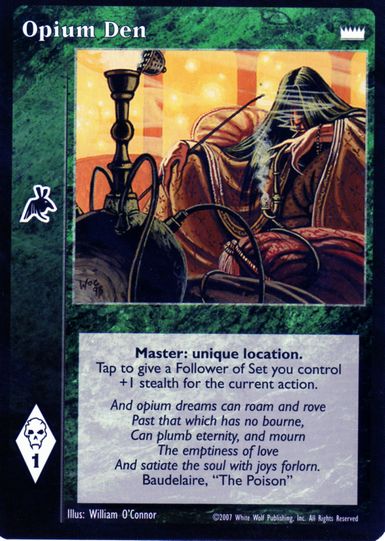 Opium Den
Master: unique location.
Tap to give a Follower of Set you control
+1 stealth for the current action.
And opium dreams can roam and rove
Past that which has no bourne,
Can plumb eternity, and mourn
The emptiness of love
And satiate the soul with joys forlorn.
Baudelaire, “The Poison”
1
Illus: William O'Connor
©2007 White Wolf Publishing, Inc. All Rights Reserved